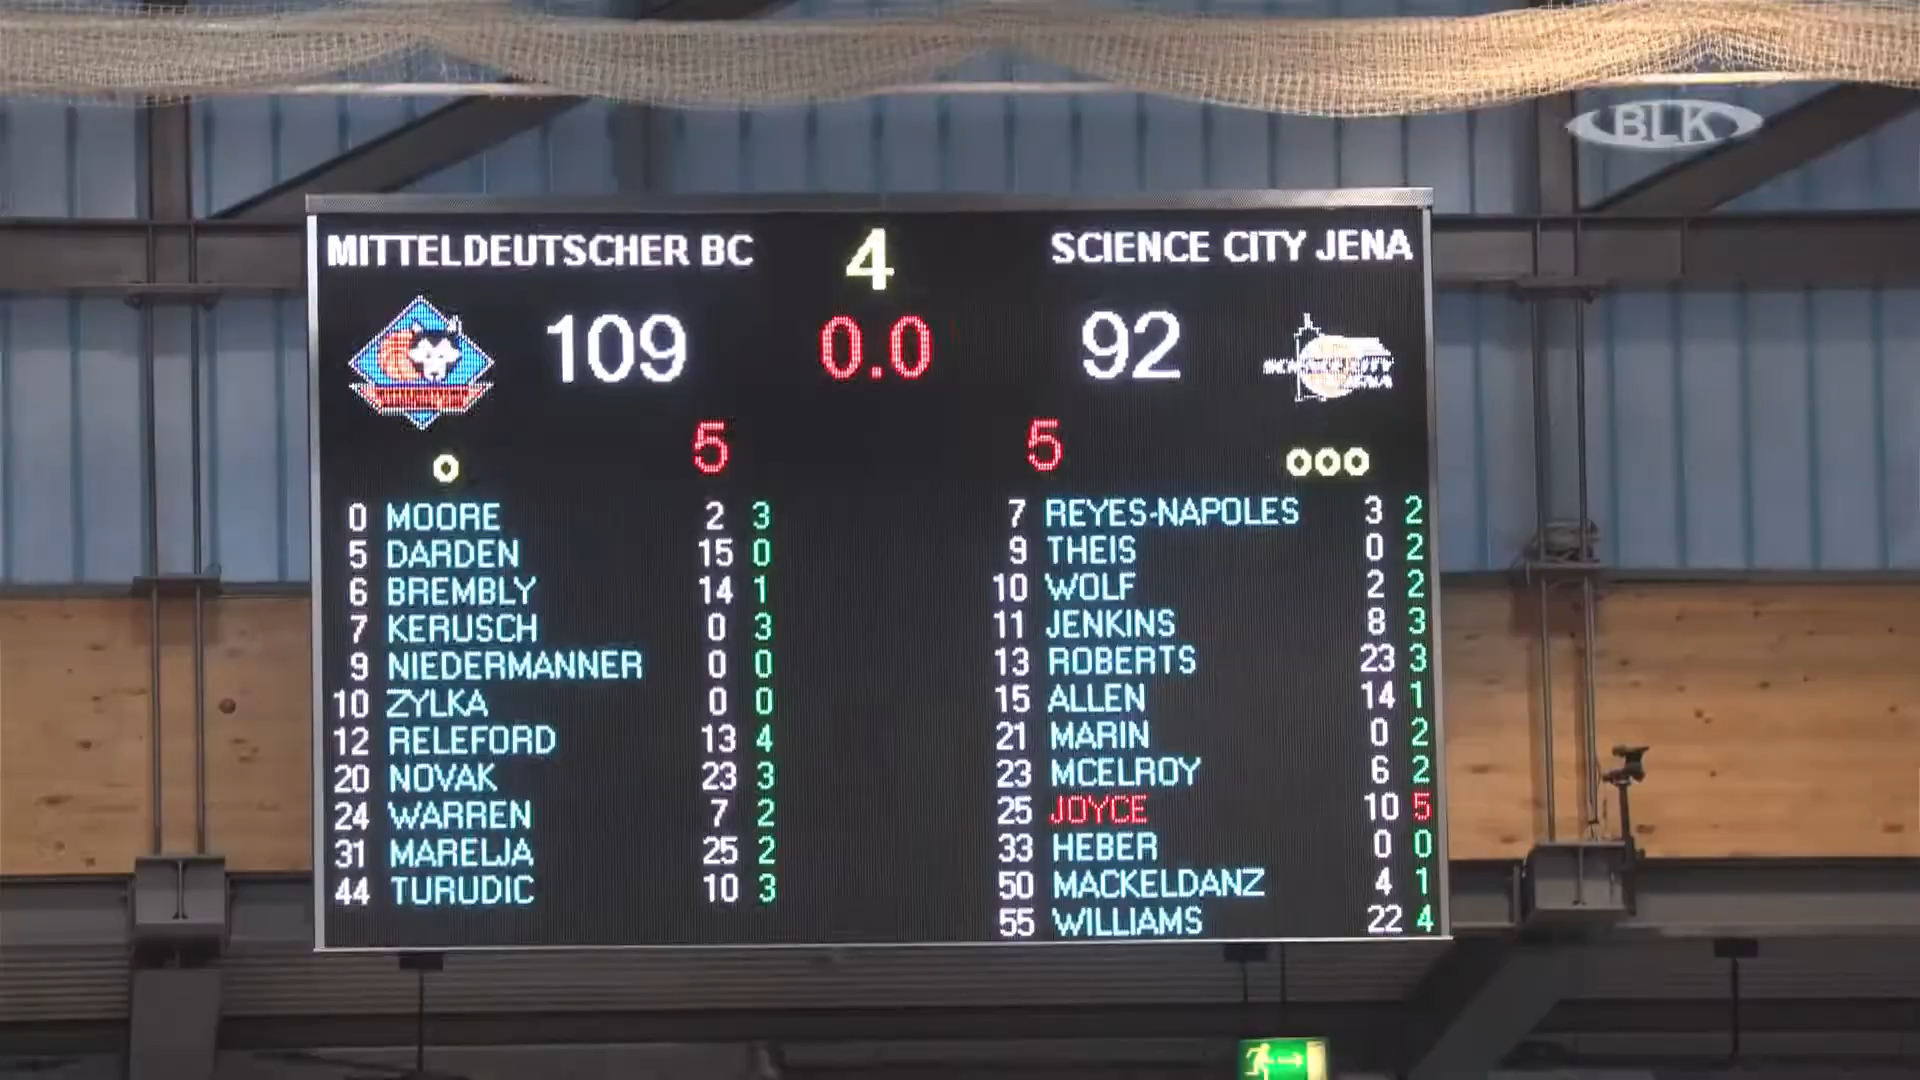 BLK
MITTELDEUTSCHER BC 4 SCIENCE CITY JENA
109 0.0 92
5 5
0 MOORE 2 3
5 DARDEN 15 0
6 BREMBLY 14 1
7 KERUSCH 0 3
9 NIEDERMANNER 0 0
10 ZYLKA 0 0
12 RELEFORD 13 4
20 NOVAK 23 3
24 WARREN 7 2
31 MARELJA 25 2
44 TURUDIC 10 3
7 REYES-NAPOLES 3 2
9 THEIS 0 2
10 WOLF 2 2
11 JENKINS 8 3
13 ROBERTS 23 3
15 ALLEN 14 1
21 MARIN 0 2
23 MCELROY 6 2
25 JOYCE 10 5
33 HEBER 0 0
50 MACKELDANZ 4 1
55 WILLIAMS 22 4